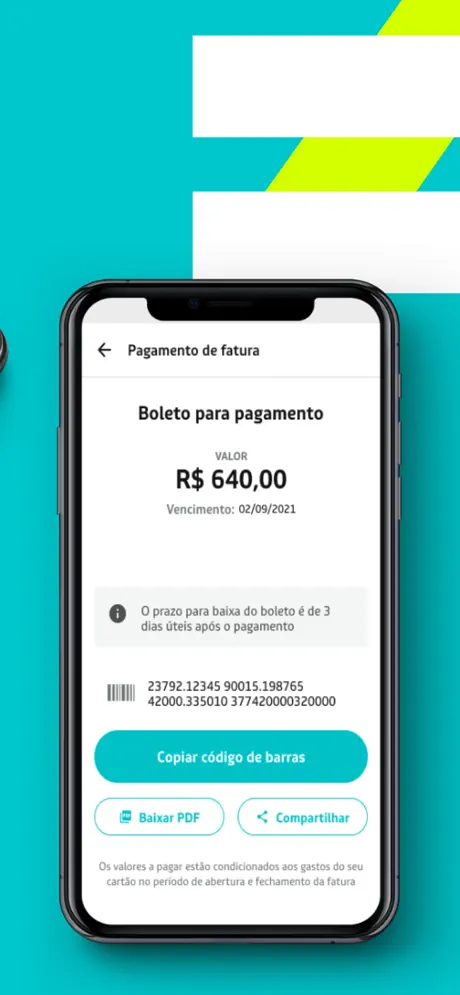 Pagamento de fatura
Boleto para pagamento
VALOR
R$ 640,00
Vencimento: 02/09/2021
O prazo para baixa do boleto é de 3
dias úteis após o pagamento
23792.12345 90015.198765
42000.335010 377420000320000
Copiar código de barras
Baixar PDF
Compartilhar
Os valores a pagar estão condicionados aos gastos do seu
cartão no período de abertura e fechamento da fatura